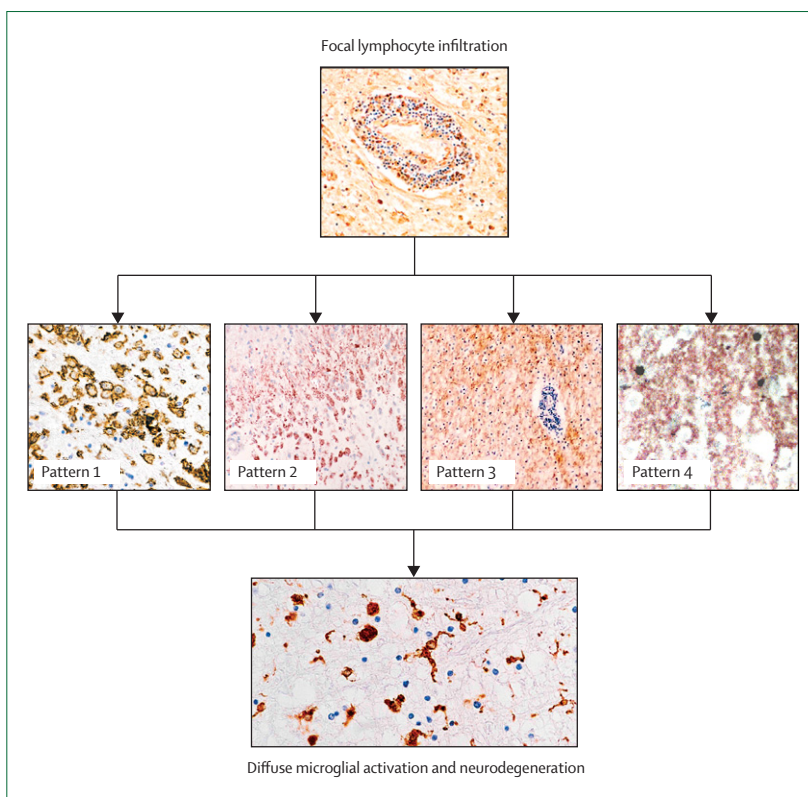 Focal lymphocyte infiltration
Pattern 1
Pattern 2
Pattern 3
Pattern 4
Diffuse microglial activation and neurodegeneration